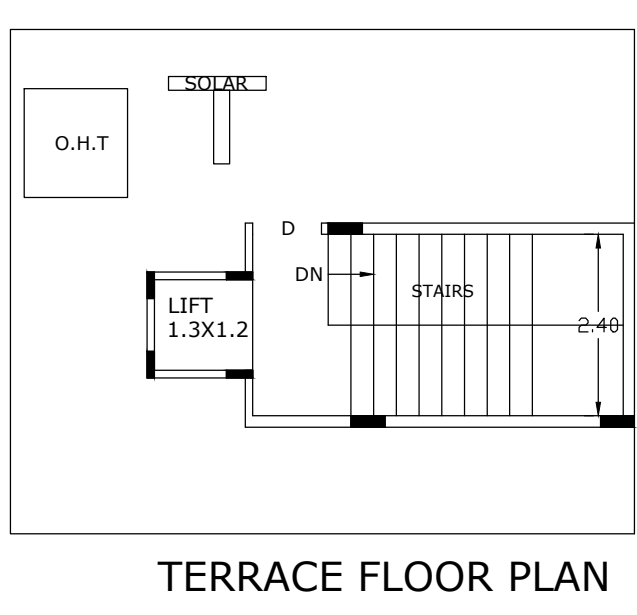 SOLAR
O.H.T
D
DN
STAIRS
LIFT
1.3X1.2
2.40
TERRACE FLOOR PLAN